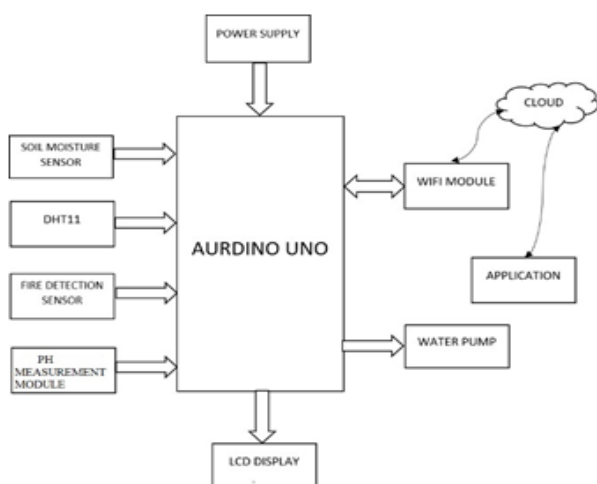 POWER SUPPLY
CLOUD
SOIL MOISTURE
SENSOR
WIFI MODULE
DHT11
AURDINO UNO
APPLICATION
FIRE DETECTION
SENSOR
WATER PUMP
PH
MEASUREMENT
MODULE
LCD DISPLAY